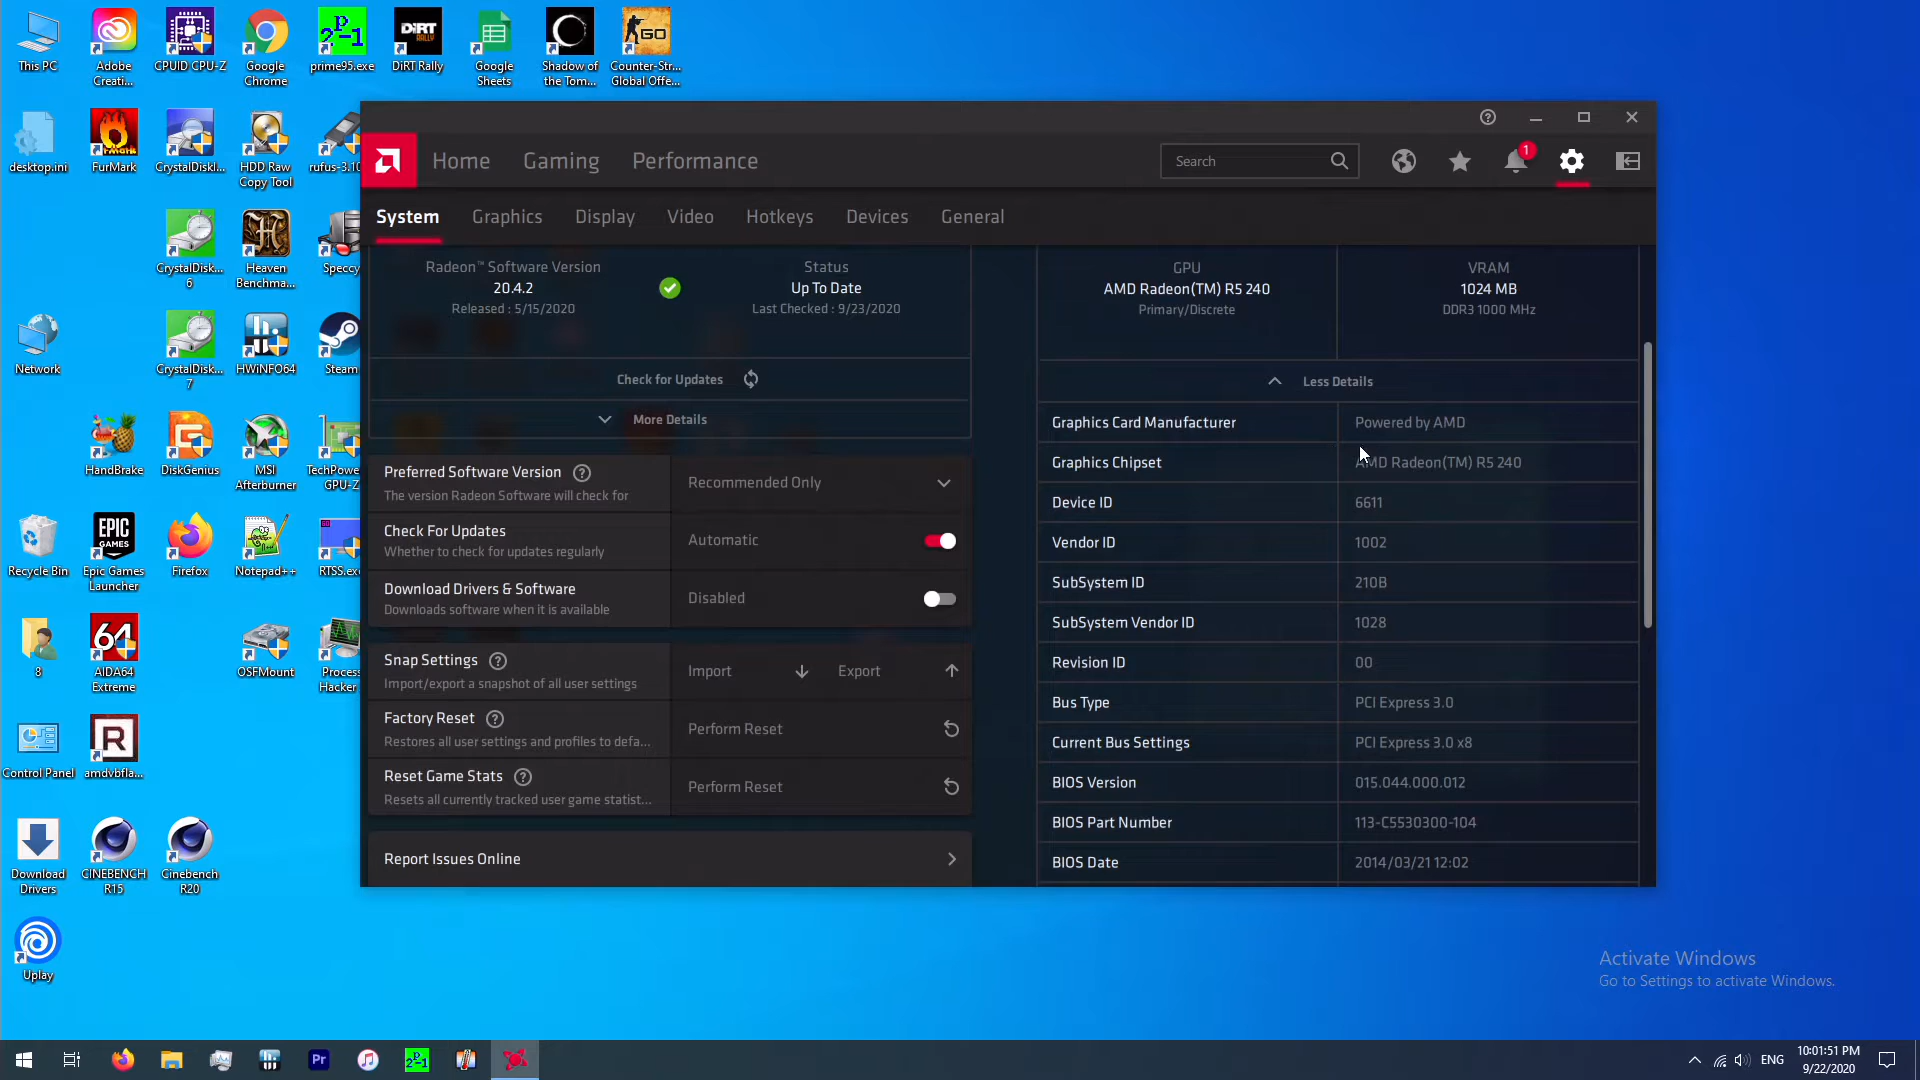 This PC
Adobe
Creati...
CPUID CPU-Z
Google
Chrome
prime95.exe
DiRT Rally
Google
Sheets
Shadow of
the Tom...
Counter-Str...
Global Offe...
desktop.ini
FurMark
CrystalDiskI...
HDD Raw
Copy Tool
rufus-3.10
CrystalDisk...
6
Heaven
Benchma...
Speccy
Network
CrystalDisk...
7
HWiNFO64
Steam
HandBrake
DiskGenius
MSI
Afterburner
TechPowe
GPU-Z
Recycle Bin
Epic Games
Launcher
Firefox
Notepad++
RTSS.exe
8
AIDA64
Extreme
OSFMount
Process
Hacker
Control Panel
amdvbfla...
Download
Drivers
CINEBENCH
R15
Cinebench
R20
Uplay
Home
Gaming
Performance
Search
1
System
Graphics
Display
Video
Hotkeys
Devices
General
Radeon™ Software Version
20.4.2
Released : 5/15/2020
Status
Up To Date
Last Checked : 9/23/2020
Check for Updates
More Details
Preferred Software Version
The version Radeon Software will check for
Recommended Only
Check For Updates
Whether to check for updates regularly
Automatic
Download Drivers & Software
Downloads software when it is available
Disabled
Snap Settings
Import/export a snapshot of all user settings
Import
Export
Factory Reset
Restores all user settings and profiles to defa...
Perform Reset
Reset Game Stats
Resets all currently tracked user game statist...
Perform Reset
Report Issues Online
GPU
AMD Radeon(TM) R5 240
Primary/Discrete
VRAM
1024 MB
DDR3 1000 MHz
Less Details
Graphics Card Manufacturer
Powered by AMD
Graphics Chipset
AMD Radeon(TM) R5 240
Device ID
6611
Vendor ID
1002
SubSystem ID
210B
SubSystem Vendor ID
1028
Revision ID
00
Bus Type
PCI Express 3.0
Current Bus Settings
PCI Express 3.0 x8
BIOS Version
015.044.000.012
BIOS Part Number
113-C5530300-104
BIOS Date
2014/03/21 12:02
Activate Windows
Go to Settings to activate Windows.
ENG
10:01:51 PM
9/22/2020